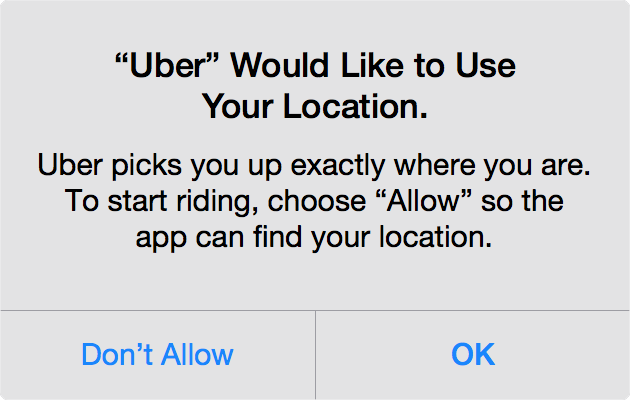 “Uber” Would Like to Use
Your Location.
Uber picks you up exactly where you are.
To start riding, choose “Allow” so the
app can find your location.
Don’t Allow
OK